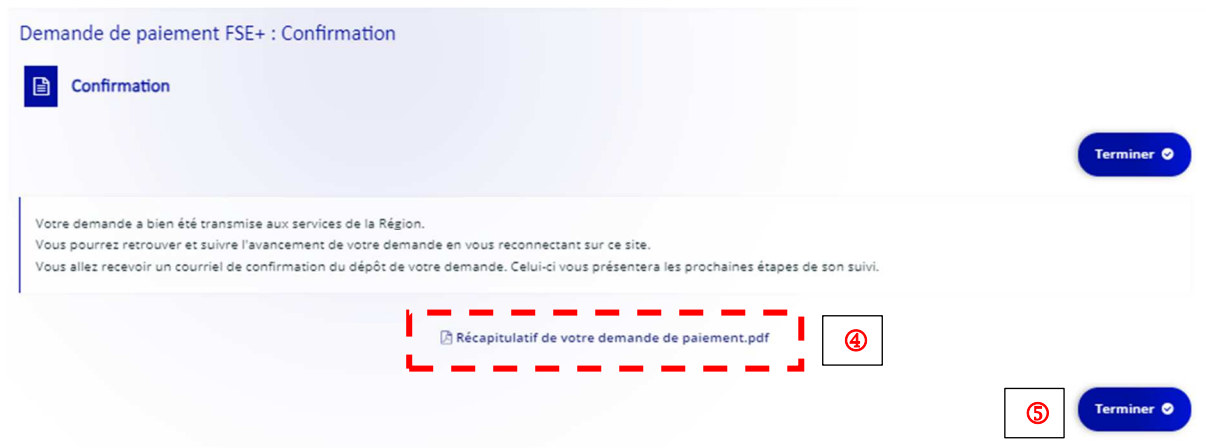 Demande de paiement FSE+ : Confirmation
Confirmation
Terminer
Votre demande a bien été transmise aux services de la Région.
Vous pourrez retrouver et suivre l'avancement de votre demande en vous reconnectant sur ce site.
Vous allez recevoir un courriel de confirmation du dépôt de votre demande. Celui-ci vous présentera les prochaines étapes de son suivi.
Récapitulatif de votre demande de paiement.pdf
④
⑤
Terminer